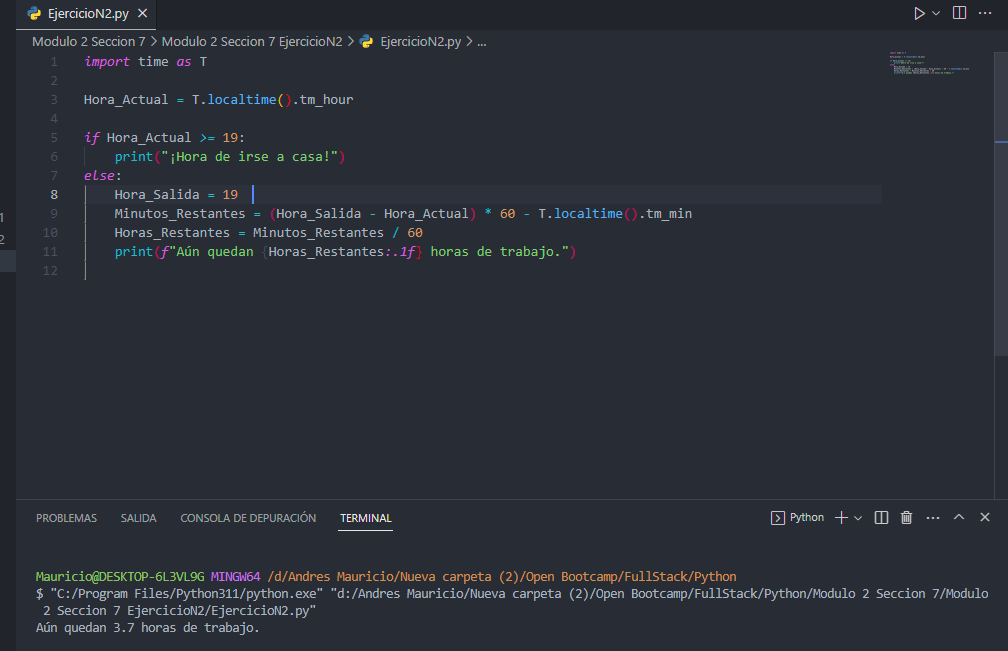 EjercicioN2.py
Modulo 2 Seccion 7 > Modulo 2 Seccion 7 EjercicioN2 > EjercicioN2.py > ...
1 import time as T
2
3 Hora_Actual = T.localtime().tm_hour
4
5 if Hora_Actual >= 19:
6 print("¡Hora de irse a casa!")
7 else:
8 Hora_Salida = 19
9 Minutos_Restantes = (Hora_Salida - Hora_Actual) * 60 - T.localtime().tm_min
10 Horas_Restantes = Minutos_Restantes / 60
11 print(f"Aún quedan {Horas_Restantes:.1f} horas de trabajo.")
12
1
2
PROBLEMAS SALIDA CONSOLA DE DEPURACIÓN TERMINAL Python
Mauricio@DESKTOP-6L3VL9G MINGW64 /d/Andres Mauricio/Nueva carpeta (2)/Open Bootcamp/FullStack/Python
$ "C:/Program Files/Python311/python.exe" "d:/Andres Mauricio/Nueva carpeta (2)/Open Bootcamp/FullStack/Python/Modulo 2 Seccion 7/Modulo
2 Seccion 7 EjercicioN2/EjercicioN2.py"
Aún quedan 3.7 horas de trabajo.